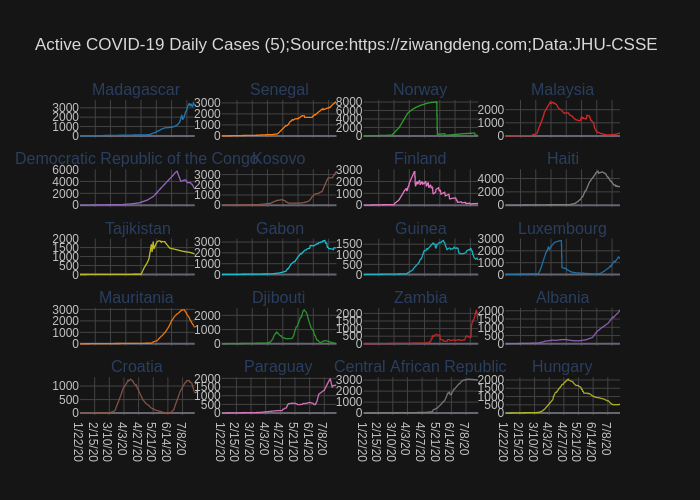 Active COVID-19 Daily Cases (5);Source:https://ziwangdeng.com;Data:JHU-CSSE
Madagascar Senegal Norway Malaysia
3000 2000 1000 0
3000 2000 1000 0
8000 6000 4000 2000 0
2000 1000 0
Democratic Republic of the Congo Kosovo Finland Haiti
6000 4000 2000 0
3000 2000 1000 0
3000 2000 1000 0
4000 2000 0
Tajikistan Gabon Guinea Luxembourg
2000 1500 1000 500 0
3000 2000 1000 0
1500 1000 500 0
3000 2000 1000 0
Mauritania Djibouti Zambia Albania
3000 2000 1000 0
2000 1000 0
2000 1500 1000 500 0
2000 1500 1000 500 0
Croatia Paraguay Central African Republic Hungary
1000 500 0
2000 1500 1000 500 0
3000 2000 1000 0
2000 1500 1000 500 0
1/22/20 2/15/20 3/10/20 4/3/20 4/27/20 5/21/20 6/14/20 7/8/20
1/22/20 2/15/20 3/10/20 4/3/20 4/27/20 5/21/20 6/14/20 7/8/20
1/22/20 2/15/20 3/10/20 4/3/20 4/27/20 5/21/20 6/14/20 7/8/20
1/22/20 2/15/20 3/10/20 4/3/20 4/27/20 5/21/20 6/14/20 7/8/20